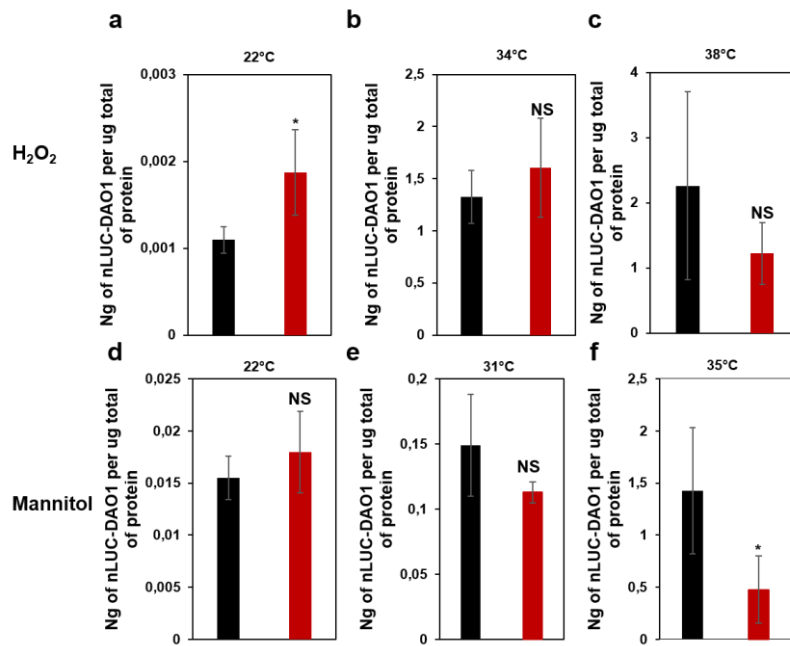 a
b
c
22°C
34°C
38°C
H₂O₂
Ng of nLUC-DAO1 per ug total
of protein
0,003
0,002
0,001
0
*
Ng of nLUC-DAO1 per ug total
of protein
2,5
2
1,5
1
0,5
0
NS
Ng of nLUC-DAO1 per ug total
of protein
4
3
2
1
0
NS
d
e
f
22°C
31°C
35°C
Mannitol
Ng of nLUC-DAO1 per ug total
of protein
0,025
0,02
0,015
0,01
0,005
0
NS
Ng of nLUC-DAO1 per ug total
of protein
0,2
0,15
0,1
0,05
0
NS
Ng of nLUC-DAO1 per ug total
of protein
2,5
2
1,5
1
0,5
0
*